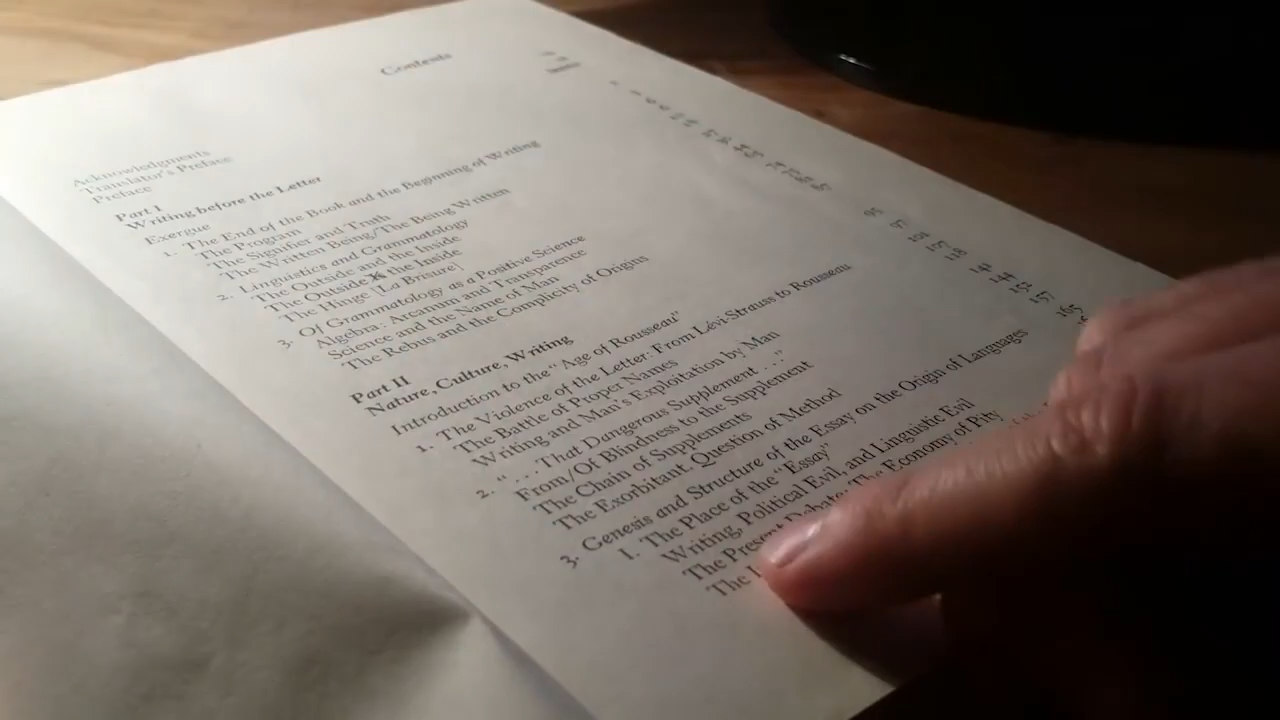 Contents
Acknowledgments
Translator's Preface
Preface
Part I
Writing before the Letter
Exergue
1. The End of the Book and the Beginning of Writing
The Program
The Signifier and Truth
The Written Being/The Being Written
2. Linguistics and Grammatology
The Outside and the Inside
The Outside Is the Inside
The Hinge [La Brisure]
3. Of Grammatology as a Positive Science
Algebra: Arcanum and Transparence
Science and the Name of Man
The Rebus and the Complicity of Origins
Part II
Nature, Culture, Writing
Introduction to the "Age of Rousseau" 95
1. The Violence of the Letter: From Lévi-Strauss to Rousseau
The Battle of Proper Names
Writing and Man's Exploitation by Man
2. " . . . That Dangerous Supplement . . ." 141
From/Of Blindness to the Supplement 144
The Chain of Supplements 152
The Exorbitant. Question of Method 157
3. Genesis and Structure of the Essay on the Origin of Languages 165
I. The Place of the "Essay"
Writing, Political Evil, and Linguistic Evil
The Present Debate: The Economy of Pity
The